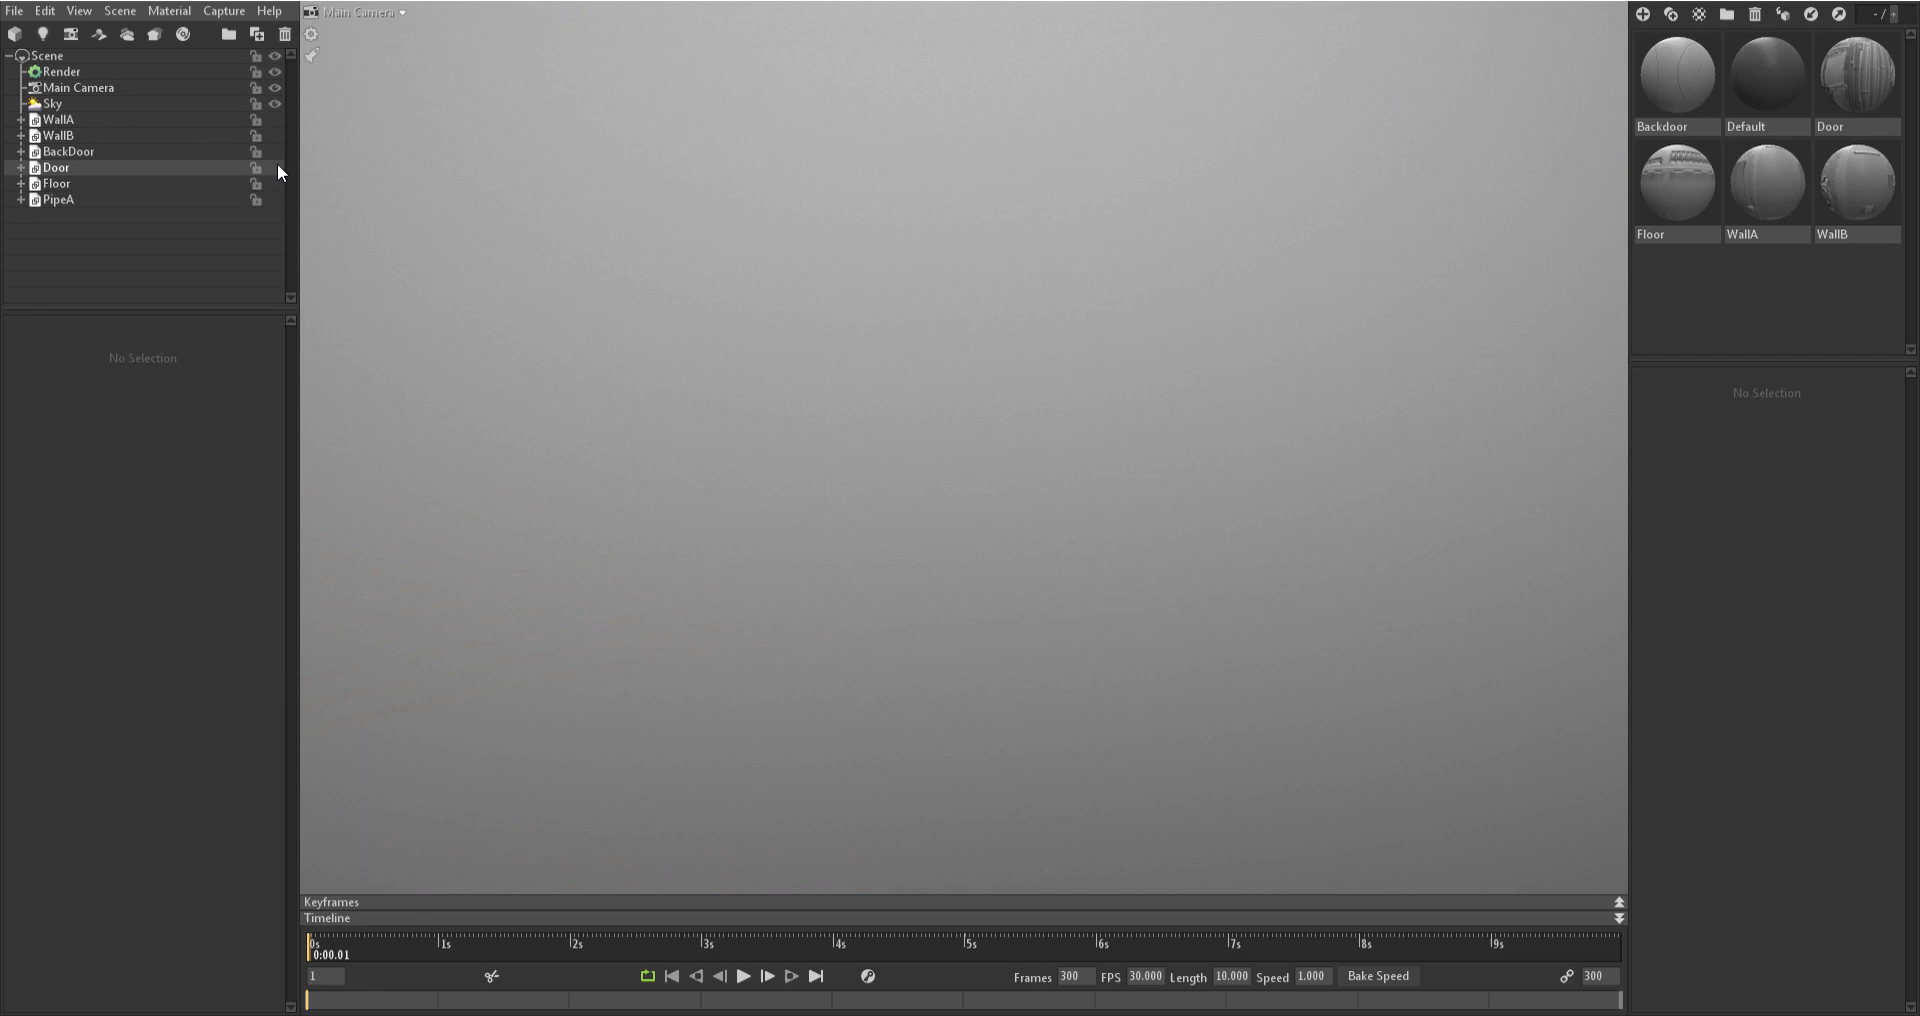 File Edit View Scene Material Capture Help
Main Camera
- /
Scene
Render
Main Camera
Sky
WallA
WallB
BackDoor
Door
Floor
PipeA
No Selection
Backdoor Default Door
Floor WallA WallB
No Selection
Keyframes
Timeline
0s 1s 2s 3s 4s 5s 6s 7s 8s 9s
0:00.01
1 Frames 300 FPS 30.000 Length 10.000 Speed 1.000 Bake Speed 300